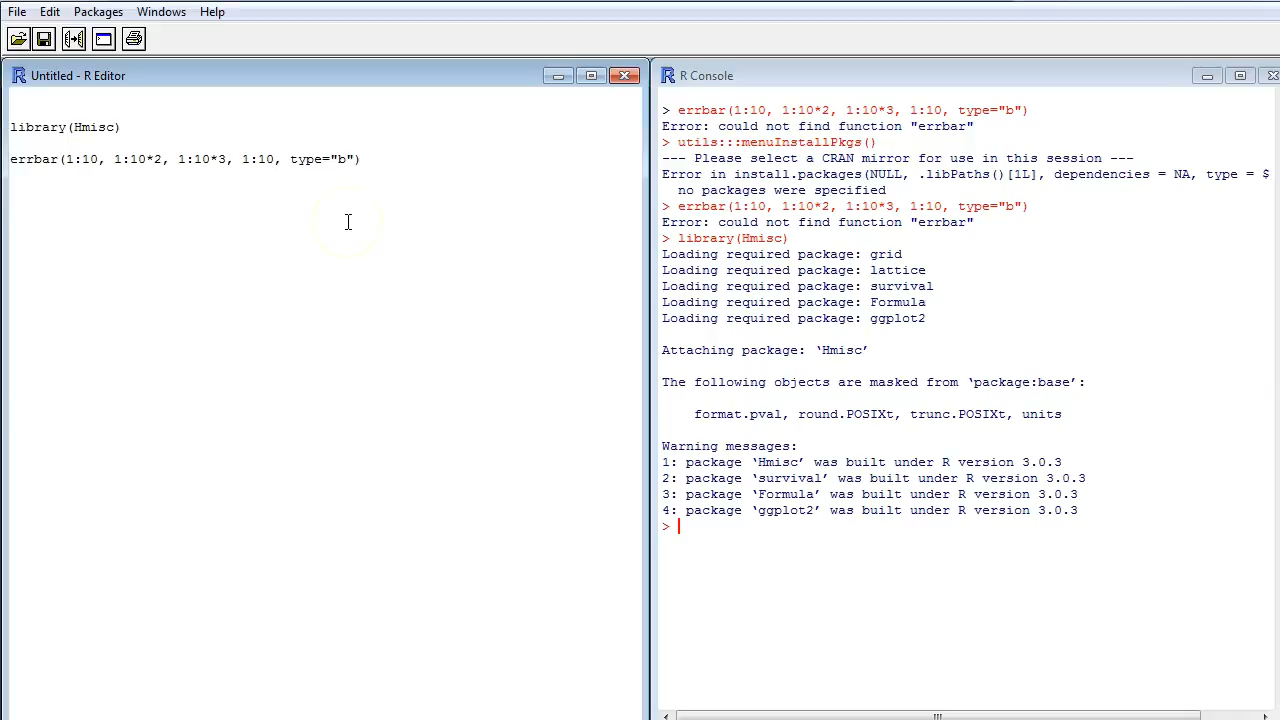 File Edit Packages Windows Help
Untitled - R Editor
library(Hmisc)
errbar(1:10, 1:10*2, 1:10*3, 1:10, type="b")
R Console
> errbar(1:10, 1:10*2, 1:10*3, 1:10, type="b")
Error: could not find function "errbar"
> utils:::menuInstallPkgs()
--- Please select a CRAN mirror for use in this session ---
Error in install.packages(NULL, .libPaths()[1L], dependencies = NA, type = $
no packages were specified
> errbar(1:10, 1:10*2, 1:10*3, 1:10, type="b")
Error: could not find function "errbar"
> library(Hmisc)
Loading required package: grid
Loading required package: lattice
Loading required package: survival
Loading required package: Formula
Loading required package: ggplot2
Attaching package: ‘Hmisc’
The following objects are masked from ‘package:base’:
format.pval, round.POSIXt, trunc.POSIXt, units
Warning messages:
1: package ‘Hmisc’ was built under R version 3.0.3
2: package ‘survival’ was built under R version 3.0.3
3: package ‘Formula’ was built under R version 3.0.3
4: package ‘ggplot2’ was built under R version 3.0.3
>